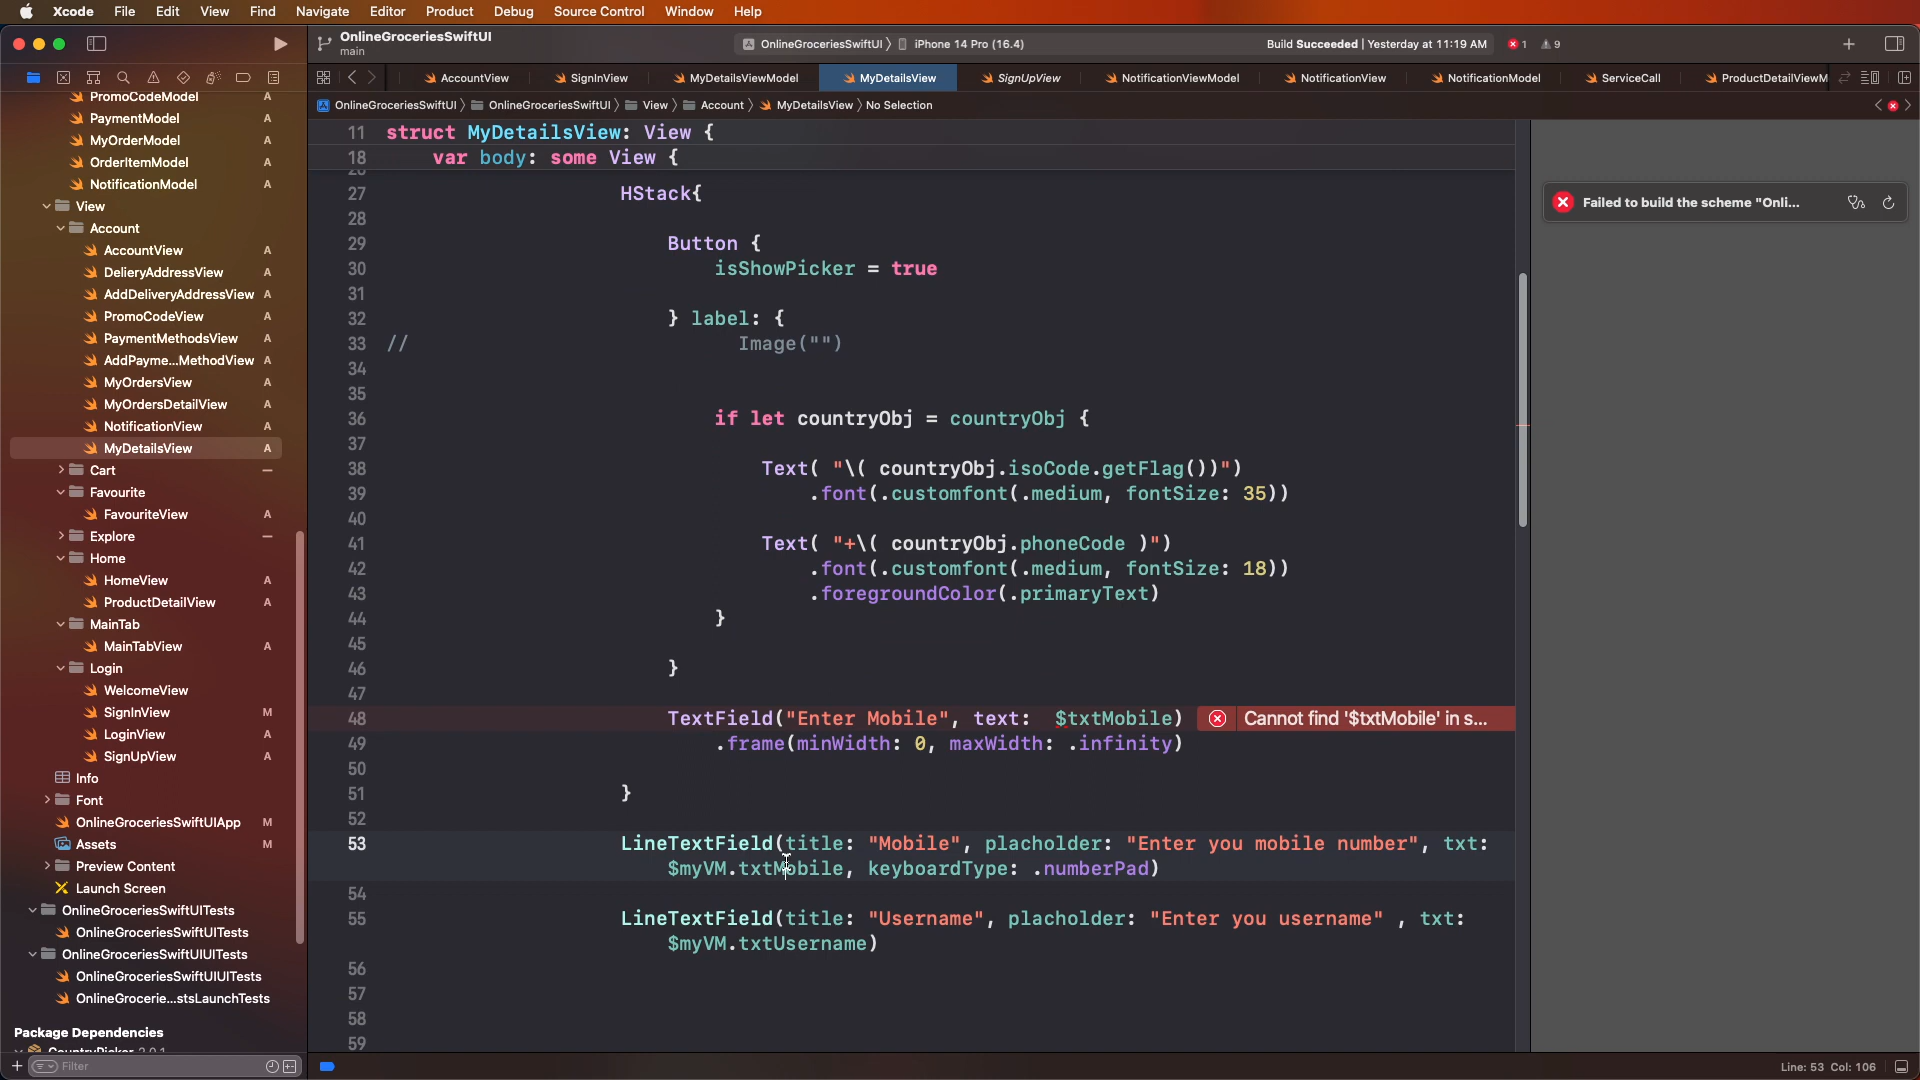 Xcode File Edit View Find Navigate Editor Product Debug Source Control Window Help
OnlineGroceriesSwiftUI
main
OnlineGroceriesSwiftUI iPhone 14 Pro (16.4)
Build Succeeded | Yesterday at 11:19 AM 1 9
AccountView SignInView MyDetailsViewModel MyDetailsView SignUpView NotificationViewModel NotificationView NotificationModel ServiceCall ProductDetailViewM
OnlineGroceriesSwiftUI OnlineGroceriesSwiftUI View Account MyDetailsView No Selection
PromoCodeModel A
PaymentModel A
MyOrderModel A
OrderItemModel A
NotificationModel A
View
Account
AccountView A
DelieryAddressView A
AddDeliveryAddressView A
PromoCodeView A
PaymentMethodsView A
AddPayme...MethodView A
MyOrdersView A
MyOrdersDetailView A
NotificationView A
MyDetailsView A
Cart
Favourite
FavouriteView A
Explore
Home
HomeView A
ProductDetailView A
MainTab
MainTabView A
Login
WelcomeView
SignInView M
LoginView M
SignUpView A
Info
Font
OnlineGroceriesSwiftUIApp M
Assets M
Preview Content
Launch Screen
OnlineGroceriesSwiftUITests
OnlineGroceriesSwiftUITests
OnlineGroceriesSwiftUIUITests
OnlineGroceriesSwiftUIUITests
OnlineGrocerie...stsLaunchTests
Package Dependencies
Filter
11 struct MyDetailsView: View {
18 var body: some View {
27 HStack{
28
29 Button {
30 isShowPicker = true
31
32 } label: {
33 // Image("")
34
35
36 if let countryObj = countryObj {
37
38 Text( "\( countryObj.isoCode.getFlag())")
39 .font(.customfont(.medium, fontSize: 35))
40
41 Text( "+\( countryObj.phoneCode )")
42 .font(.customfont(.medium, fontSize: 18))
43 .foregroundColor(.primaryText)
44 }
45
46 }
47
48 TextField("Enter Mobile", text: $txtMobile) Cannot find '$txtMobile' in s...
49 .frame(minWidth: 0, maxWidth: .infinity)
50
51 }
52
53 LineTextField(title: "Mobile", placholder: "Enter you mobile number", txt:
$myVM.txtMobile, keyboardType: .numberPad)
54
55 LineTextField(title: "Username", placholder: "Enter you username" , txt:
$myVM.txtUsername)
56
57
58
59
Failed to build the scheme "Onli...
Line: 53 Col: 106